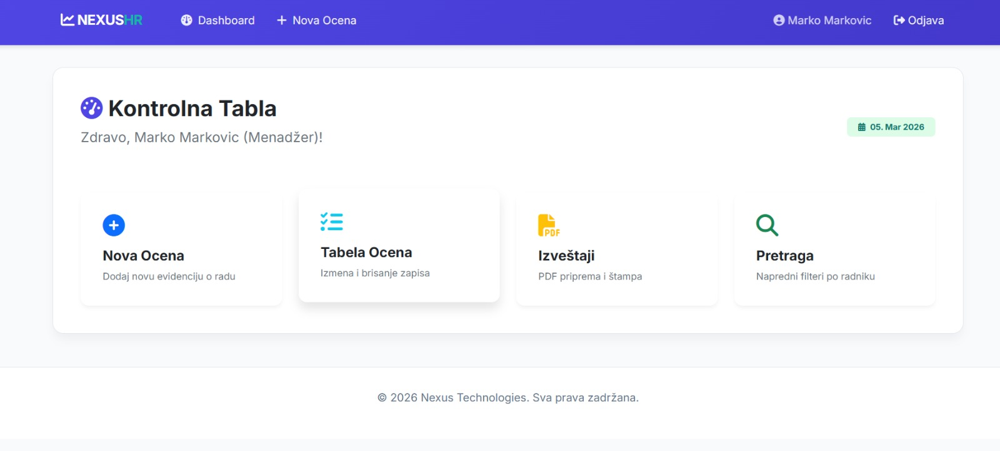 NEXUSHR
Dashboard
Nova Ocena
Marko Markovic
Odjava
Kontrolna Tabla
Zdravo, Marko Markovic (Menadžer)!
05. Mar 2026
Nova Ocena
Dodaj novu evidenciju o radu
Tabela Ocena
Izmena i brisanje zapisa
PDF
Izveštaji
PDF priprema i štampa
Pretraga
Napredni filteri po radniku
© 2026 Nexus Technologies. Sva prava zadržana.